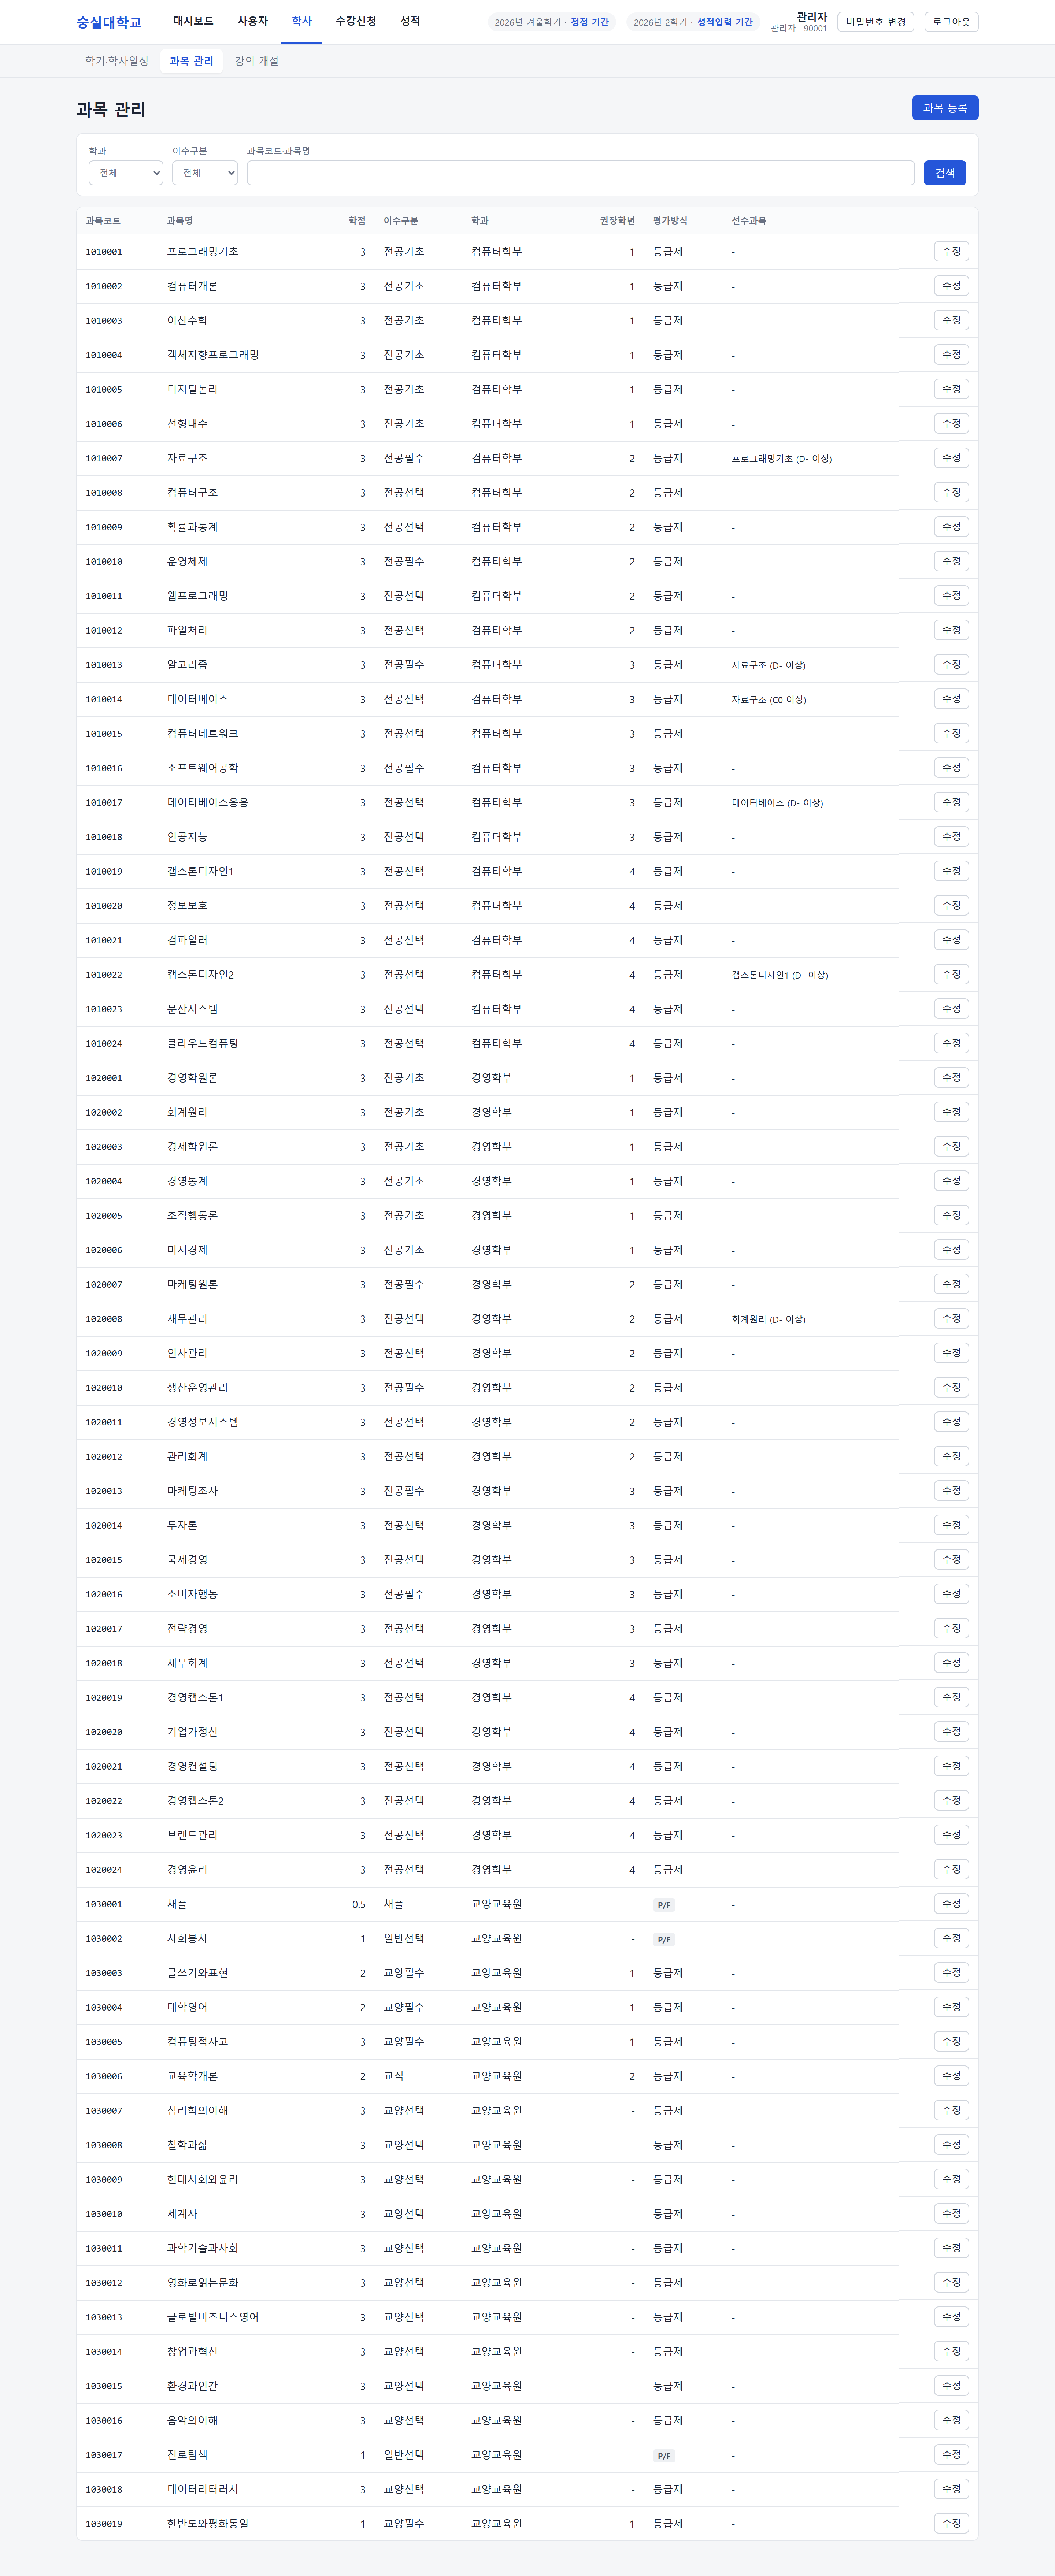 숭실대학교 대시보드 사용자 학사 수강신청 성적 2026년 겨울학기 · 정정 기간 2026년 2학기 · 성적입력 기간 관리자 비밀번호 변경 로그아웃
관리자 · 90001
학기·학사일정 과목 관리 강의 개설
과목 관리 과목 등록
학과 이수구분 과목코드·과목명
전체 전체 검색
과목코드 과목명 학점 이수구분 학과 권장학년 평가방식 선수과목
1010001 프로그래밍기초 3 전공기초 컴퓨터학부 1 등급제 - 수정
1010002 컴퓨터개론 3 전공기초 컴퓨터학부 1 등급제 - 수정
1010003 이산수학 3 전공기초 컴퓨터학부 1 등급제 - 수정
1010004 객체지향프로그래밍 3 전공기초 컴퓨터학부 1 등급제 - 수정
1010005 디지털논리 3 전공기초 컴퓨터학부 1 등급제 - 수정
1010006 선형대수 3 전공기초 컴퓨터학부 1 등급제 - 수정
1010007 자료구조 3 전공필수 컴퓨터학부 2 등급제 프로그래밍기초 (D- 이상) 수정
1010008 컴퓨터구조 3 전공선택 컴퓨터학부 2 등급제 - 수정
1010009 확률과통계 3 전공선택 컴퓨터학부 2 등급제 - 수정
1010010 운영체제 3 전공필수 컴퓨터학부 2 등급제 - 수정
1010011 웹프로그래밍 3 전공선택 컴퓨터학부 2 등급제 - 수정
1010012 파일처리 3 전공선택 컴퓨터학부 2 등급제 - 수정
1010013 알고리즘 3 전공필수 컴퓨터학부 3 등급제 자료구조 (D- 이상) 수정
1010014 데이터베이스 3 전공선택 컴퓨터학부 3 등급제 자료구조 (C0 이상) 수정
1010015 컴퓨터네트워크 3 전공선택 컴퓨터학부 3 등급제 - 수정
1010016 소프트웨어공학 3 전공필수 컴퓨터학부 3 등급제 - 수정
1010017 데이터베이스응용 3 전공선택 컴퓨터학부 3 등급제 데이터베이스 (D- 이상) 수정
1010018 인공지능 3 전공선택 컴퓨터학부 3 등급제 - 수정
1010019 캡스톤디자인1 3 전공선택 컴퓨터학부 4 등급제 - 수정
1010020 정보보호 3 전공선택 컴퓨터학부 4 등급제 - 수정
1010021 컴파일러 3 전공선택 컴퓨터학부 4 등급제 - 수정
1010022 캡스톤디자인2 3 전공선택 컴퓨터학부 4 등급제 캡스톤디자인1 (D- 이상) 수정
1010023 분산시스템 3 전공선택 컴퓨터학부 4 등급제 - 수정
1010024 클라우드컴퓨팅 3 전공선택 컴퓨터학부 4 등급제 - 수정
1020001 경영학원론 3 전공기초 경영학부 1 등급제 - 수정
1020002 회계원리 3 전공기초 경영학부 1 등급제 - 수정
1020003 경제학원론 3 전공기초 경영학부 1 등급제 - 수정
1020004 경영통계 3 전공기초 경영학부 1 등급제 - 수정
1020005 조직행동론 3 전공기초 경영학부 1 등급제 - 수정
1020006 미시경제 3 전공기초 경영학부 1 등급제 - 수정
1020007 마케팅원론 3 전공필수 경영학부 2 등급제 - 수정
1020008 재무관리 3 전공선택 경영학부 2 등급제 회계원리 (D- 이상) 수정
1020009 인사관리 3 전공선택 경영학부 2 등급제 - 수정
1020010 생산운영관리 3 전공필수 경영학부 2 등급제 - 수정
1020011 경영정보시스템 3 전공선택 경영학부 2 등급제 - 수정
1020012 관리회계 3 전공선택 경영학부 2 등급제 - 수정
1020013 마케팅조사 3 전공필수 경영학부 3 등급제 - 수정
1020014 투자론 3 전공선택 경영학부 3 등급제 - 수정
1020015 국제경영 3 전공선택 경영학부 3 등급제 - 수정
1020016 소비자행동 3 전공필수 경영학부 3 등급제 - 수정
1020017 전략경영 3 전공선택 경영학부 3 등급제 - 수정
1020018 세무회계 3 전공선택 경영학부 3 등급제 - 수정
1020019 경영캡스톤1 3 전공선택 경영학부 4 등급제 - 수정
1020020 기업가정신 3 전공선택 경영학부 4 등급제 - 수정
1020021 경영컨설팅 3 전공선택 경영학부 4 등급제 - 수정
1020022 경영캡스톤2 3 전공선택 경영학부 4 등급제 - 수정
1020023 브랜드관리 3 전공선택 경영학부 4 등급제 - 수정
1020024 경영윤리 3 전공선택 경영학부 4 등급제 - 수정
1030001 채플 0.5 채플 교양교육원 - P/F - 수정
1030002 사회봉사 1 일반선택 교양교육원 - P/F - 수정
1030003 글쓰기와표현 2 교양필수 교양교육원 1 등급제 - 수정
1030004 대학영어 2 교양필수 교양교육원 1 등급제 - 수정
1030005 컴퓨팅적사고 3 교양필수 교양교육원 1 등급제 - 수정
1030006 교육학개론 2 교직 교양교육원 2 등급제 - 수정
1030007 심리학의이해 3 교양선택 교양교육원 - 등급제 - 수정
1030008 철학과삶 3 교양선택 교양교육원 - 등급제 - 수정
1030009 현대사회와윤리 3 교양선택 교양교육원 - 등급제 - 수정
1030010 세계사 3 교양선택 교양교육원 - 등급제 - 수정
1030011 과학기술과사회 3 교양선택 교양교육원 - 등급제 - 수정
1030012 영화로읽는문화 3 교양선택 교양교육원 - 등급제 - 수정
1030013 글로벌비즈니스영어 3 교양선택 교양교육원 - 등급제 - 수정
1030014 창업과혁신 3 교양선택 교양교육원 - 등급제 - 수정
1030015 환경과인간 3 교양선택 교양교육원 - 등급제 - 수정
1030016 음악의이해 3 교양선택 교양교육원 - 등급제 - 수정
1030017 진로탐색 1 일반선택 교양교육원 - P/F - 수정
1030018 데이터리터러시 3 교양선택 교양교육원 - 등급제 - 수정
1030019 한반도와평화통일 1 교양필수 교양교육원 1 등급제 - 수정